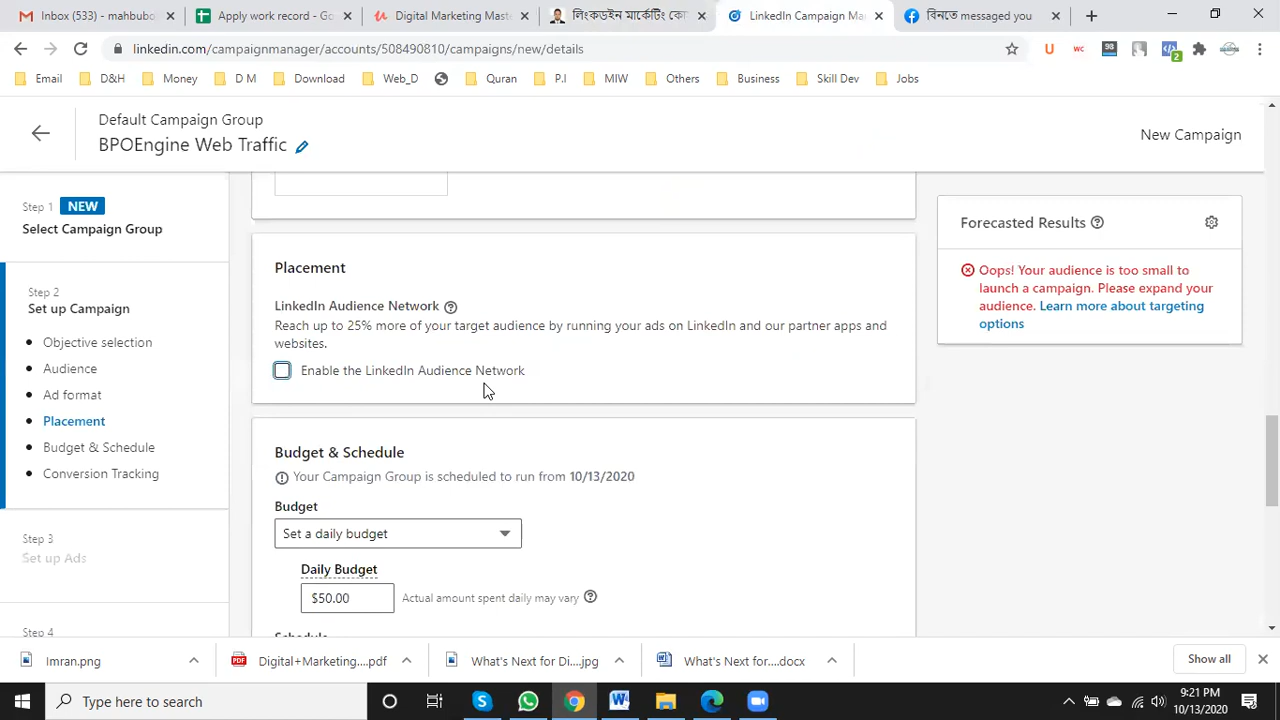 Inbox (533) - mahbubo
Apply work record - Go
Digital Marketing Mast
লিংকডইন মার্কেটিং কো
LinkedIn Campaign Ma
বিনতে messaged you
linkedin.com/campaignmanager/accounts/508490810/campaigns/new/details
Email
D&H
Money
D M
Download
Web_D
Quran
P.I
MIW
Others
Business
Skill Dev
Jobs
Default Campaign Group
BPOEngine Web Traffic
New Campaign
Step 1 NEW
Select Campaign Group
Step 2
Set up Campaign
Objective selection
Audience
Ad format
Placement
Budget & Schedule
Conversion Tracking
Step 3
Set up Ads
Step 4
Placement
LinkedIn Audience Network
Reach up to 25% more of your target audience by running your ads on LinkedIn and our partner apps and
websites.
Enable the LinkedIn Audience Network
Budget & Schedule
Your Campaign Group is scheduled to run from 10/13/2020
Budget
Set a daily budget
Daily Budget
$50.00
Actual amount spent daily may vary
Schedule
Forecasted Results
Oops! Your audience is too small to
launch a campaign. Please expand your
audience. Learn more about targeting
options
Imran.png
Digital+Marketing....pdf
What's Next for Di....jpg
What's Next for....docx
Show all
Type here to search
9:21 PM
10/13/2020